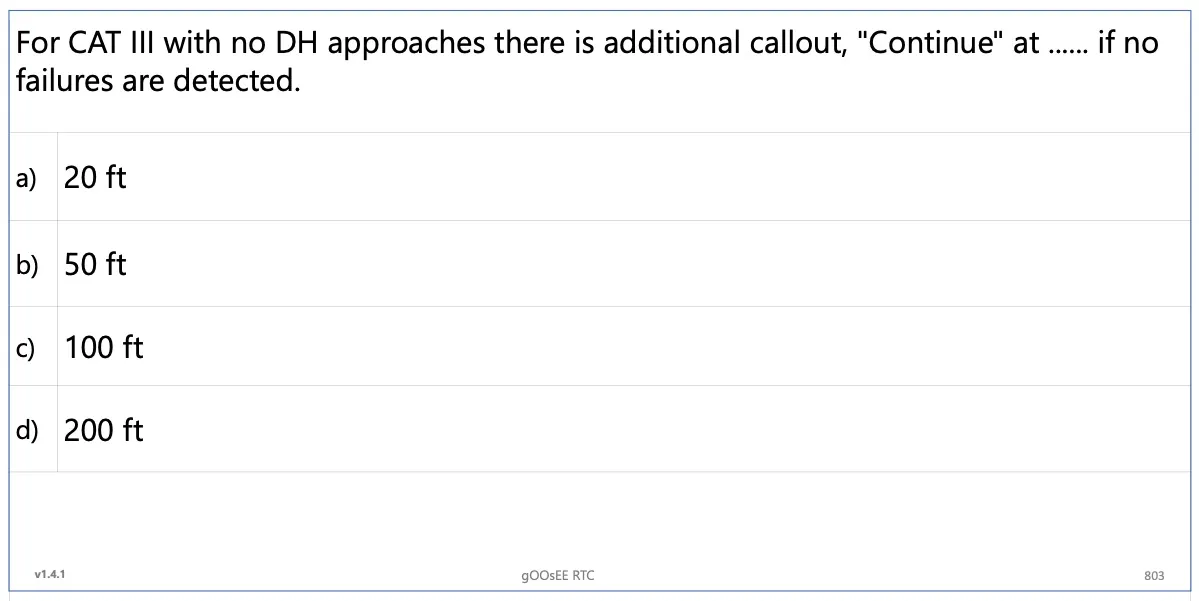 For CAT III with no DH approaches there is additional callout, "Continue" at ...... if no
failures are detected.
a) 20 ft
b) 50 ft
c) 100 ft
d) 200 ft
v1.4.1 gOOsEE RTC 803